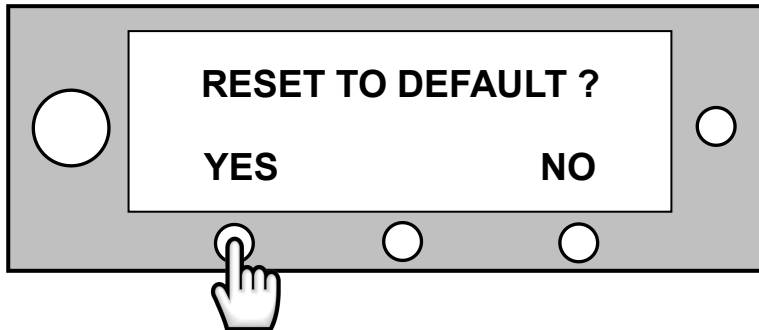 RESET TO DEFAULT ?
YES NO